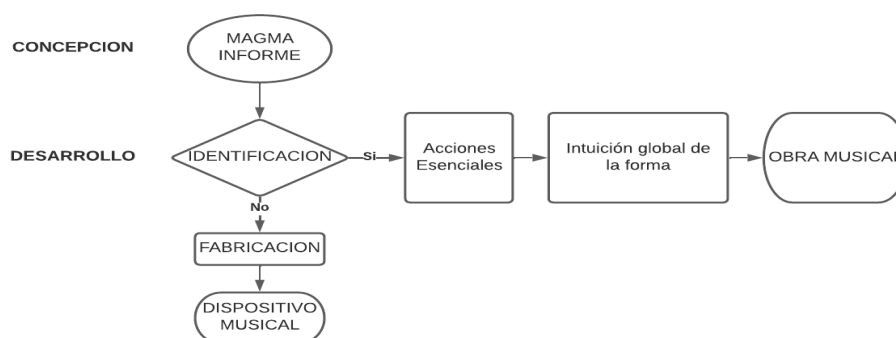 CONCEPCION
MAGMA
INFORME
DESARROLLO
IDENTIFICACION
Si
Acciones
Esenciales
Intuición global de
la forma
OBRA MUSICAL
No
FABRICACION
DISPOSITIVO
MUSICAL